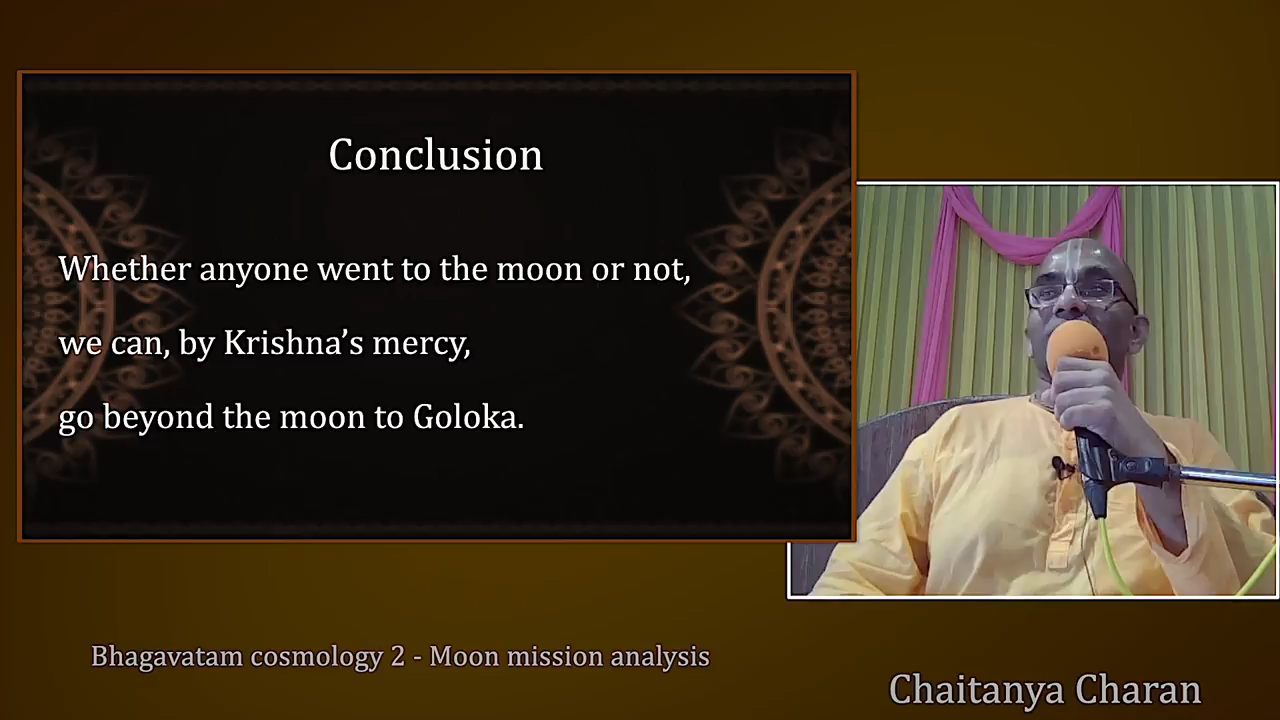 Conclusion
Whether anyone went to the moon or not,
we can, by Krishna’s mercy,
go beyond the moon to Goloka.
Bhagavatam cosmology 2 - Moon mission analysis
Chaitanya Charan